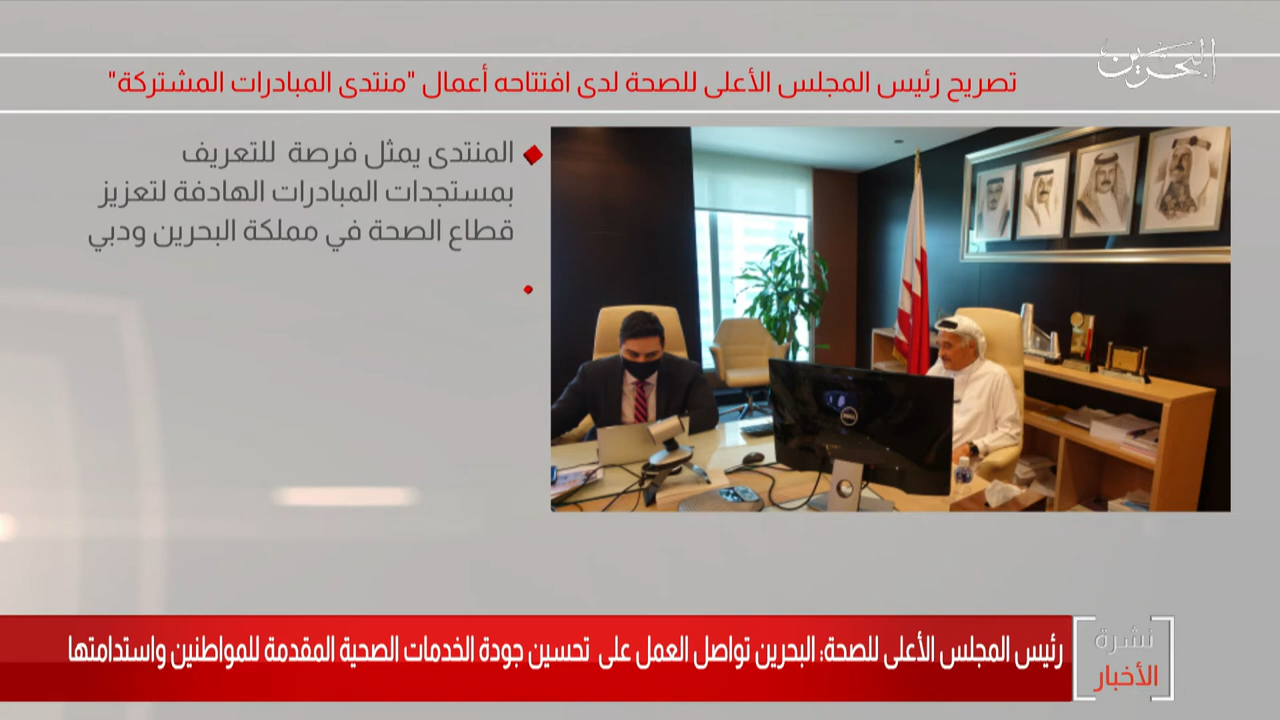 البحرين
تصريح رئيس المجلس الأعلى للصحة لدى افتتاحه أعمال "منتدى المبادرات المشتركة"
المنتدى يمثل فرصة للتعريف
بمستجدات المبادرات الهادفة لتعزيز
قطاع الصحة في مملكة البحرين ودبي
DELL
رئيس المجلس الأعلى للصحة: البحرين تواصل العمل على تحسين جودة الخدمات الصحية المقدمة للمواطنين واستدامتها
نشرة
الأخبار